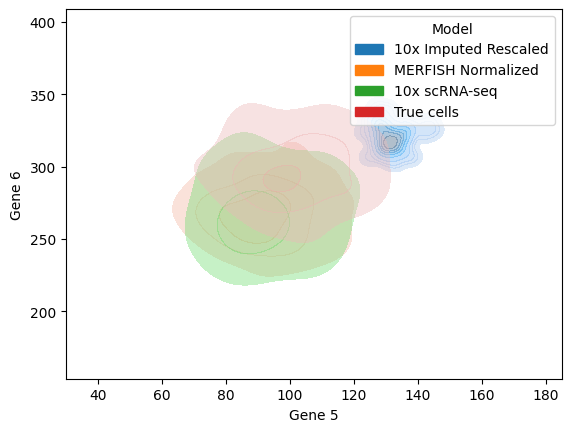 400
350
300
250
200
Gene 6
40
60
80
100
120
140
160
180
Gene 5
Model
10x Imputed Rescaled
MERFISH Normalized
10x scRNA-seq
True cells